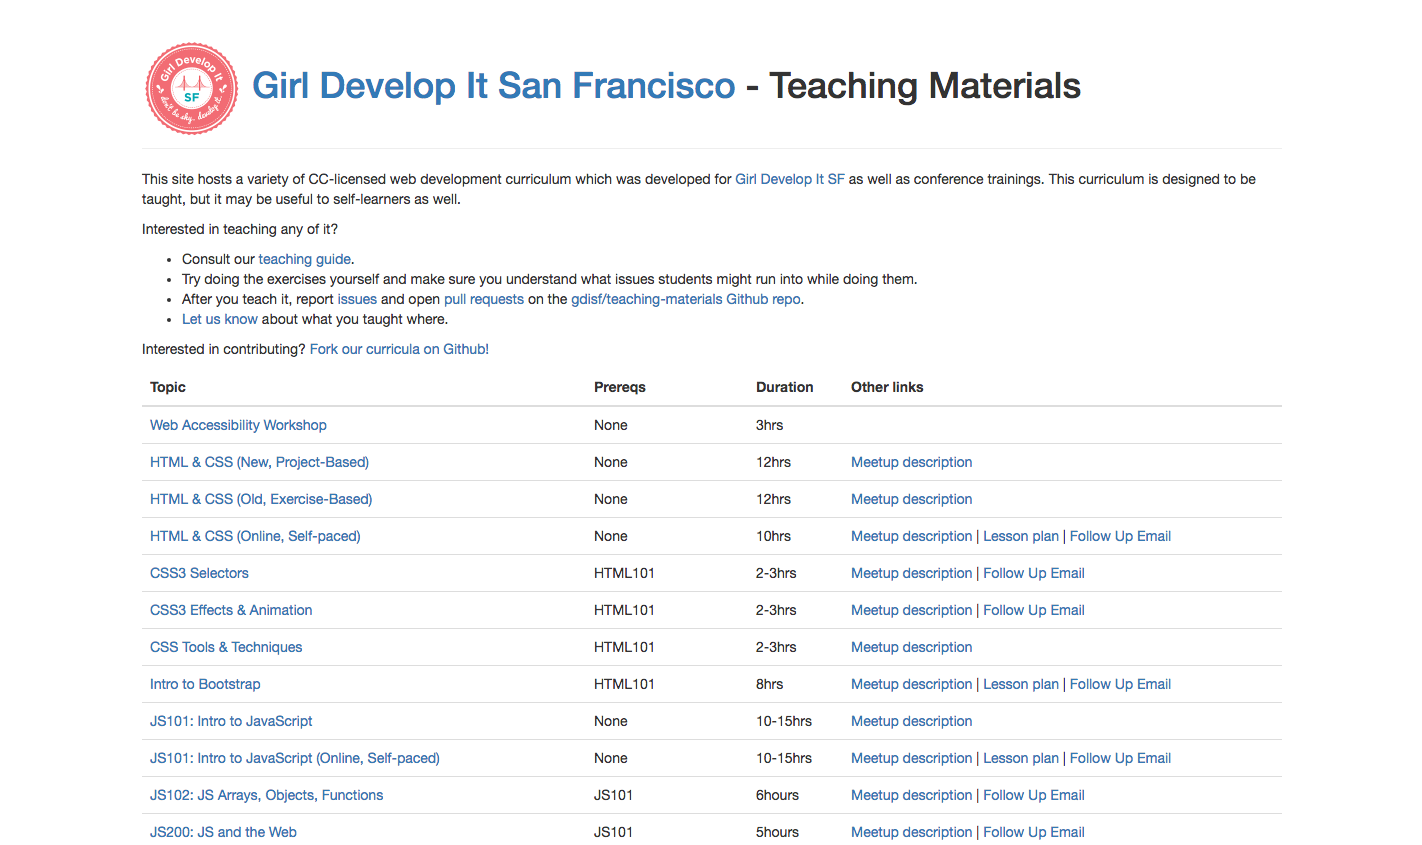 Girl Develop It
SF
don't be shy. develop it.
Girl Develop It San Francisco - Teaching Materials
This site hosts a variety of CC-licensed web development curriculum which was developed for Girl Develop It SF as well as conference trainings. This curriculum is designed to be
taught, but it may be useful to self-learners as well.
Interested in teaching any of it?
• Consult our teaching guide.
• Try doing the exercises yourself and make sure you understand what issues students might run into while doing them.
• After you teach it, report issues and open pull requests on the gdisf/teaching-materials Github repo.
• Let us know about what you taught where.
Interested in contributing? Fork our curricula on Github!
Topic Prereqs Duration Other links
Web Accessibility Workshop None 3hrs
HTML & CSS (New, Project-Based) None 12hrs Meetup description
HTML & CSS (Old, Exercise-Based) None 12hrs Meetup description
HTML & CSS (Online, Self-paced) None 10hrs Meetup description | Lesson plan | Follow Up Email
CSS3 Selectors HTML101 2-3hrs Meetup description | Follow Up Email
CSS3 Effects & Animation HTML101 2-3hrs Meetup description | Follow Up Email
CSS Tools & Techniques HTML101 2-3hrs Meetup description
Intro to Bootstrap HTML101 8hrs Meetup description | Lesson plan | Follow Up Email
JS101: Intro to JavaScript None 10-15hrs Meetup description
JS101: Intro to JavaScript (Online, Self-paced) None 10-15hrs Meetup description | Lesson plan | Follow Up Email
JS102: JS Arrays, Objects, Functions JS101 6hours Meetup description | Follow Up Email
JS200: JS and the Web JS101 5hours Meetup description | Follow Up Email